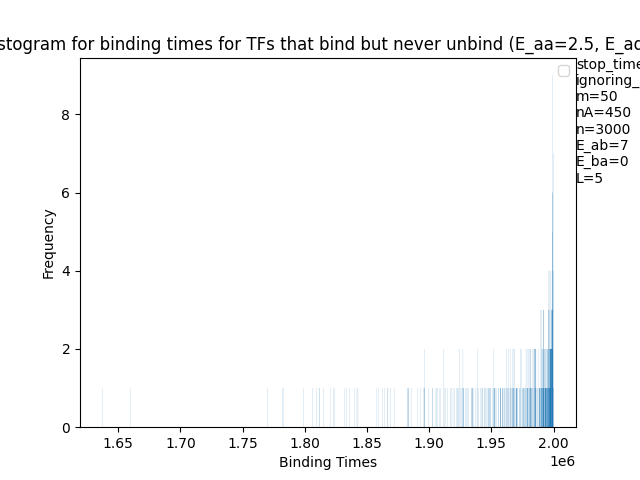 stogram for binding times for TFs that bind but never unbind (E_aa=2.5, E_ad
stop_time
ignoring_
m=50
nA=450
n=3000
E_ab=7
E_ba=0
L=5
Frequency
8
6
4
2
0
1.65 1.70 1.75 1.80 1.85 1.90 1.95 2.00
1e6
Binding Times